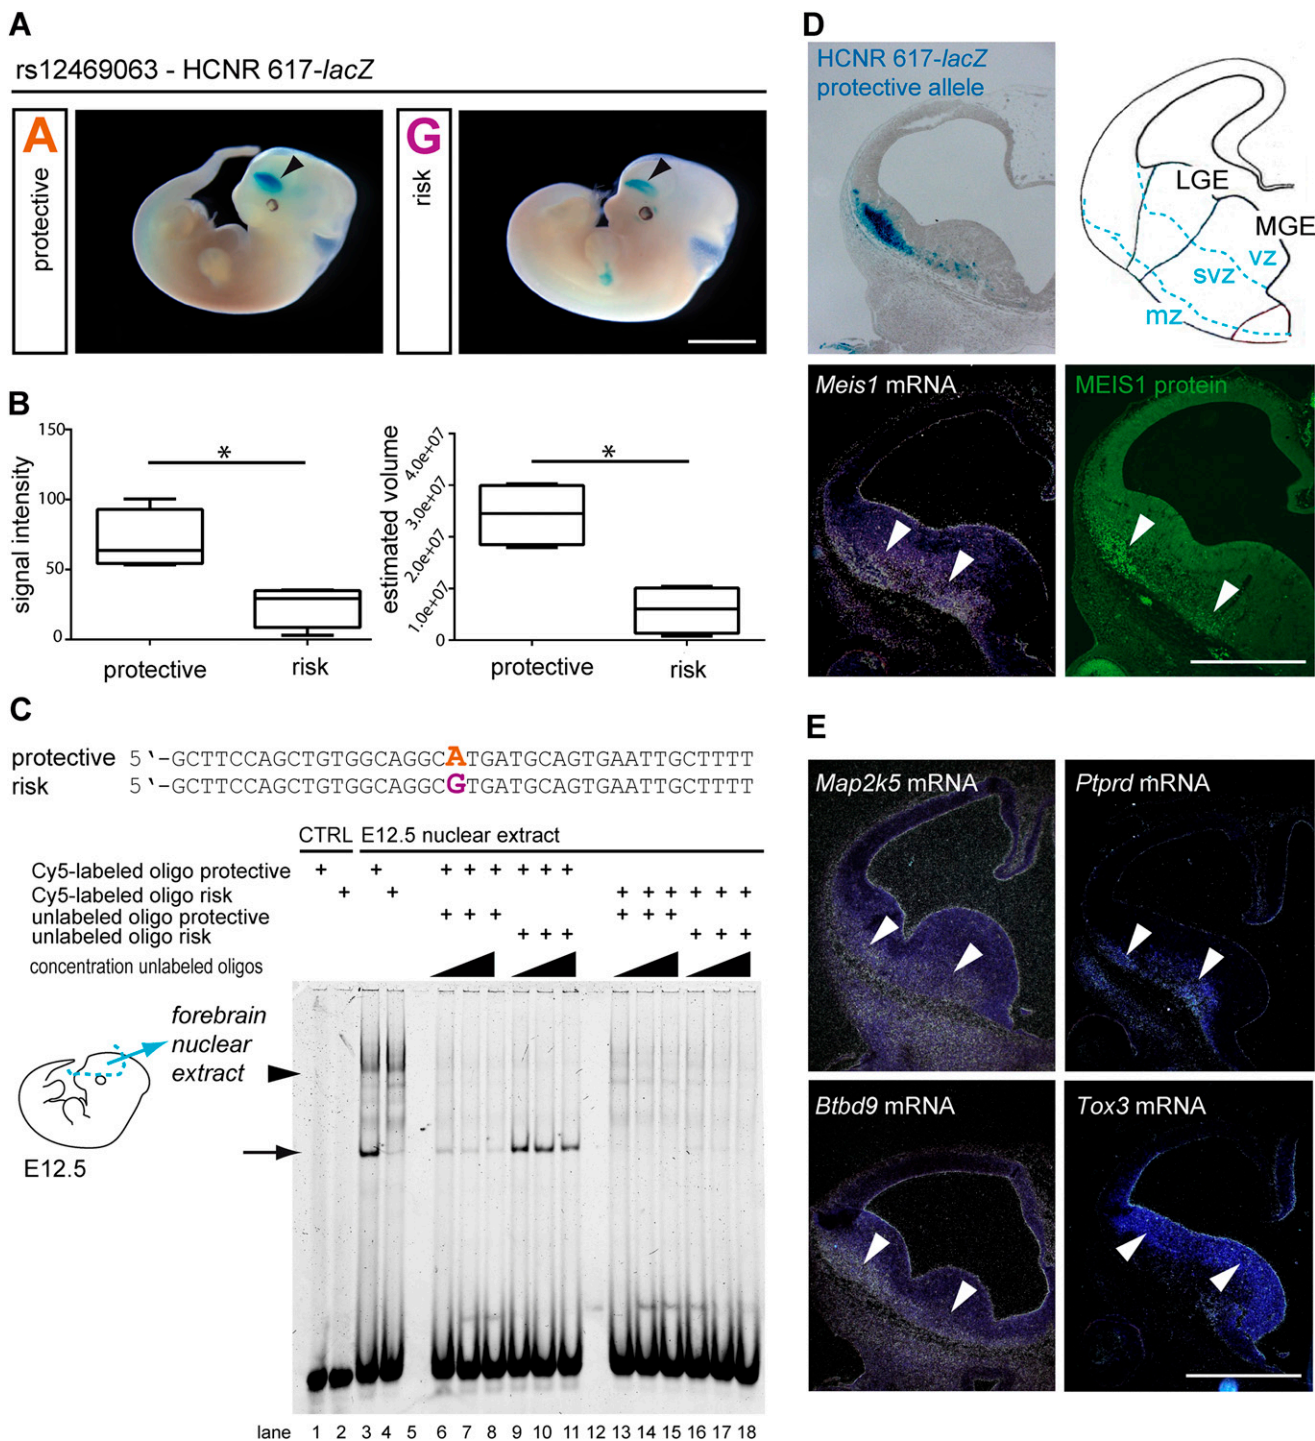 A
rs12469063 - HCNR 617-lacZ
A
protective
G
risk
B
150
100
50
0
signal intensity
*
protective
risk
4.0e+07
3.0e+07
2.0e+07
1.0e+07
0
estimated volume
*
protective
risk
C
protective 5 '-GCTTCCAGCTGTGGCAGGCATGATGCAGTGAATTGCTTTT
risk 5 '-GCTTCCAGCTGTGGCAGGCGTGATGCAGTGAATTGCTTTT
CTRL E12.5 nuclear extract
Cy5-labeled oligo protective + + + + + + + +
Cy5-labeled oligo risk + + + + + + + +
unlabeled oligo protective + + + + + +
unlabeled oligo risk + + + + + +
concentration unlabeled oligos
forebrain
nuclear
extract
E12.5
lane 1 2 3 4 5 6 7 8 9 10 11 12 13 14 15 16 17 18
D
HCNR 617-lacZ
protective allele
LGE
MGE
vz
svz
mz
Meis1 mRNA
MEIS1 protein
E
Map2k5 mRNA
Ptprd mRNA
Btbd9 mRNA
Tox3 mRNA